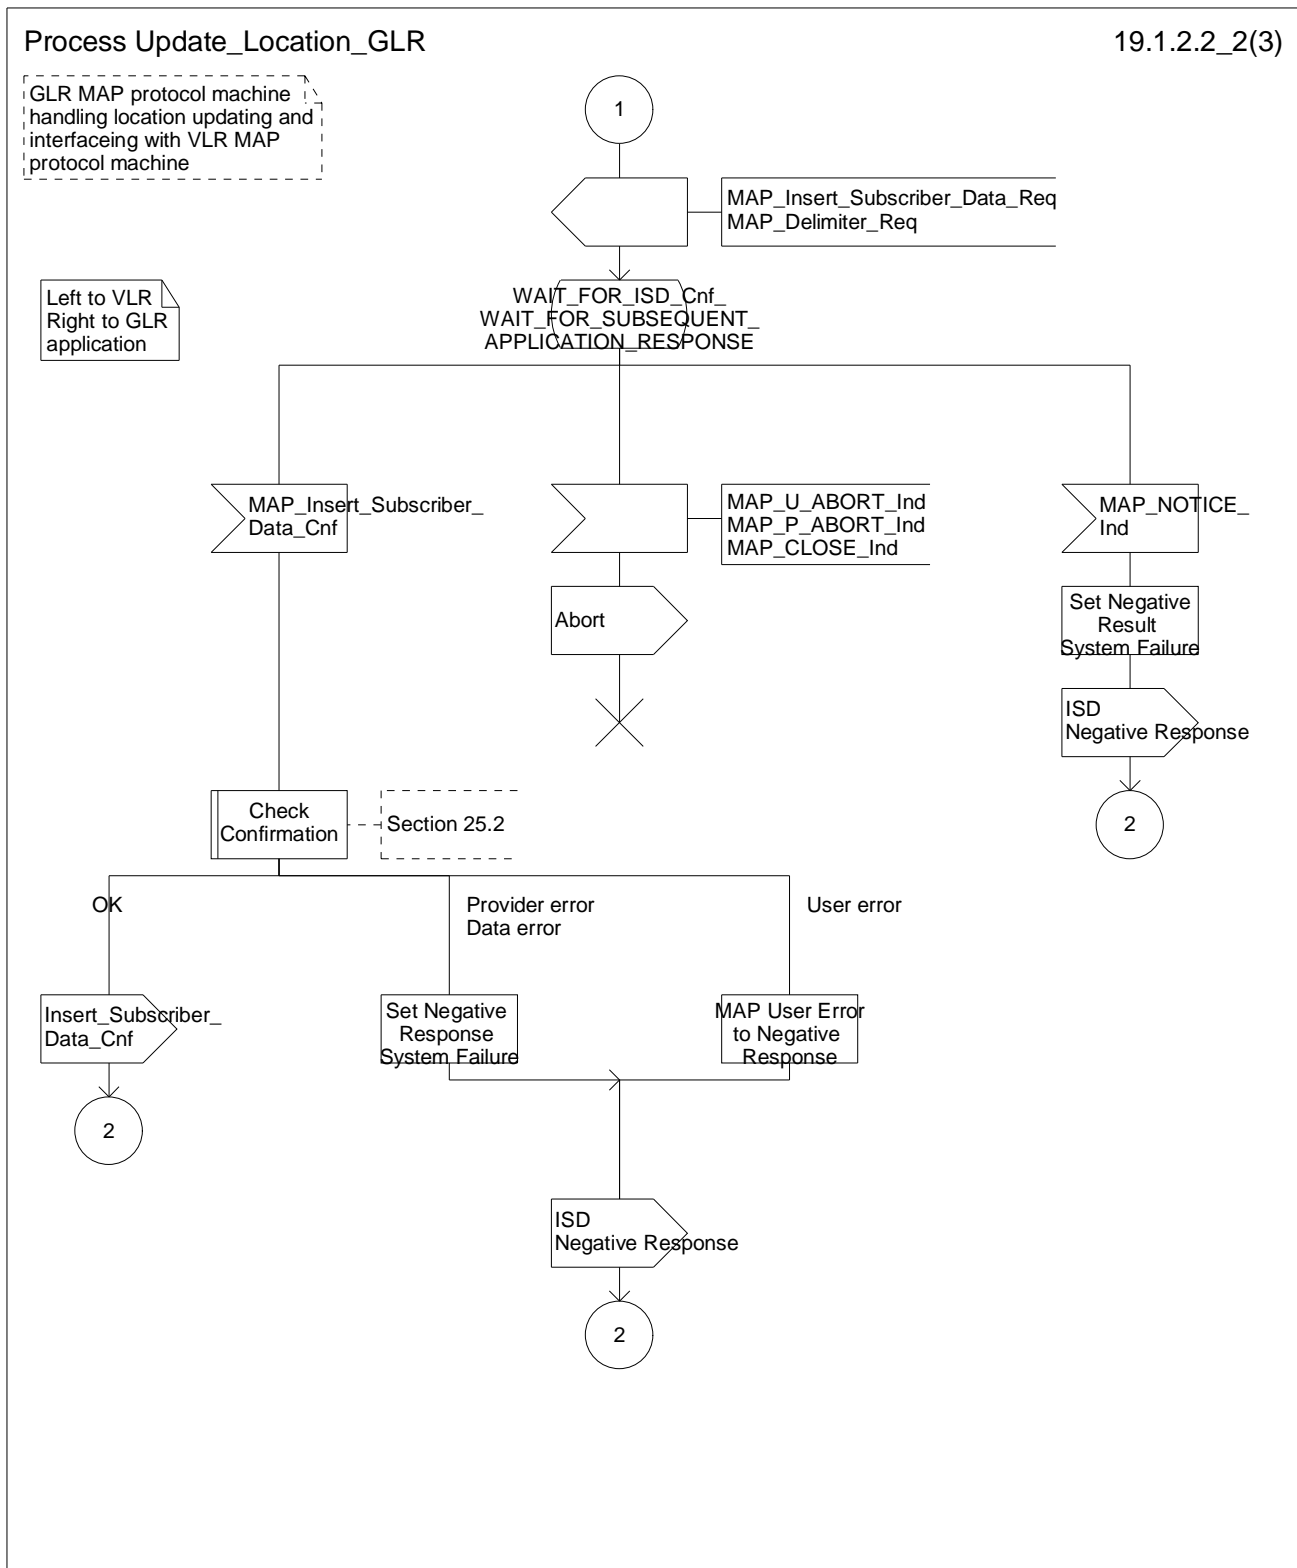 Process Update_Location_GLR
19.1.2.2_2(3)
GLR MAP protocol machine
handling location updating and
interfaceing with VLR MAP
protocol machine
1
MAP_Insert_Subscriber_Data_Req
MAP_Delimiter_Req
Left to VLR
Right to GLR
application
WAIT_FOR_ISD_Cnf_
WAIT_FOR_SUBSEQUENT_
APPLICATION_RESPONSE
MAP_Insert_Subscriber_
Data_Cnf
MAP_U_ABORT_Ind
MAP_P_ABORT_Ind
MAP_CLOSE_Ind
MAP_NOTICE_
Ind
Abort
Set Negative
Result
System Failure
ISD
Negative Response
2
Check
Confirmation
Section 25.2
OK
Provider error
Data error
User error
Insert_Subscriber_
Data_Cnf
Set Negative
Response
System Failure
MAP User Error
to Negative
Response
2
ISD
Negative Response
2